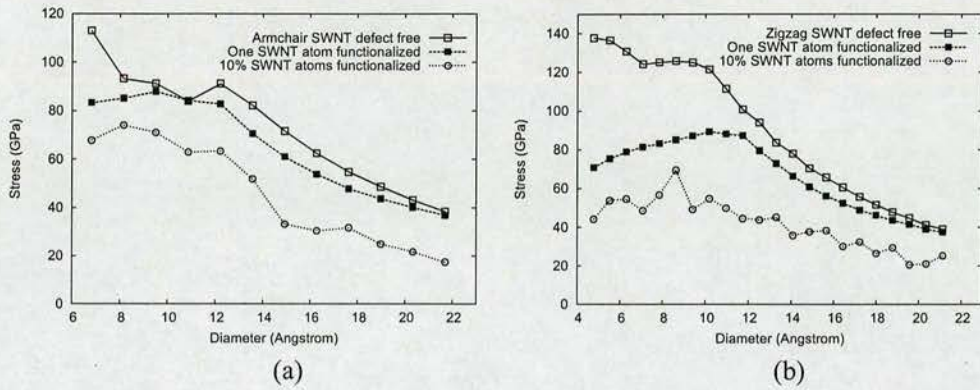 120
100
80
60
40
20
0
Stress (GPa)
Armchair SWNT defect free
One SWNT atom functionalized
10% SWNT atoms functionalized
6 8 10 12 14 16 18 20 22
Diameter (Angstrom)
(a)
140
120
100
80
60
40
20
0
Stress (GPa)
Zigzag SWNT defect free
One SWNT atom functionalized
10% SWNT atoms functionalized
4 6 8 10 12 14 16 18 20 22
Diameter (Angstrom)
(b)